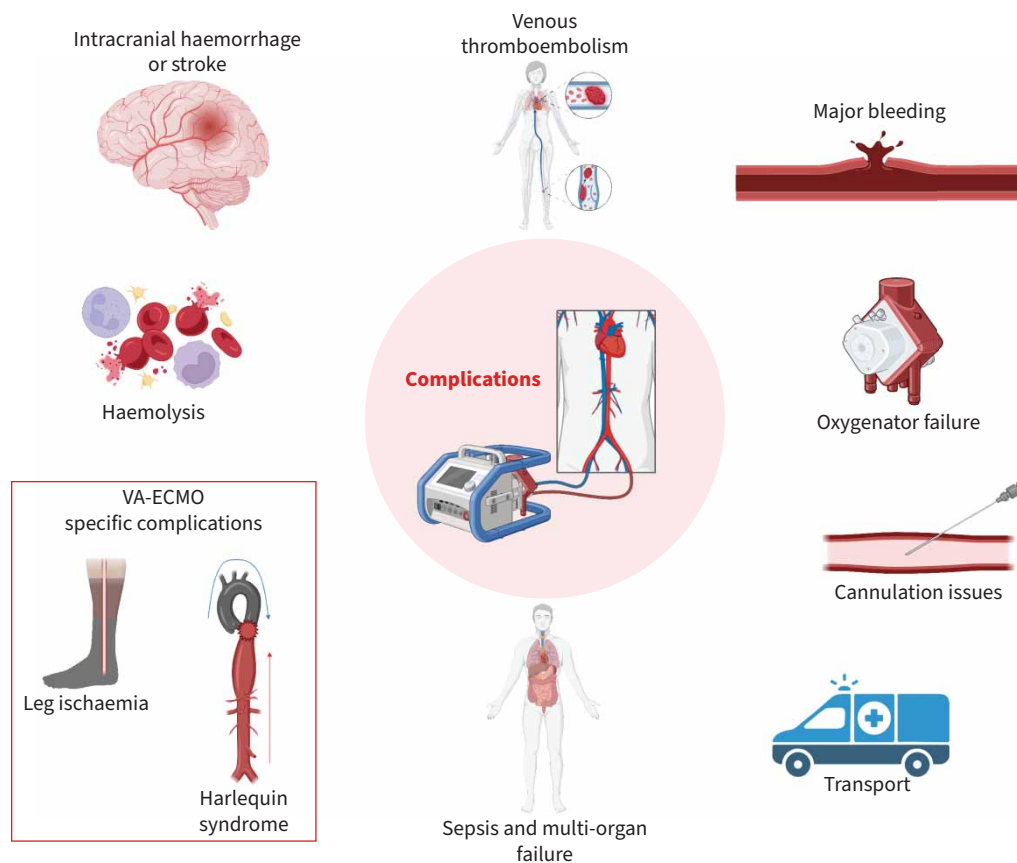 Intracranial haemorrhage
or stroke
Venous
thromboembolism
Major bleeding
Haemolysis
Complications
Oxygenator failure
VA-ECMO
specific complications
Leg ischaemia
Harlequin
syndrome
Cannulation issues
Transport
Sepsis and multi-organ
failure